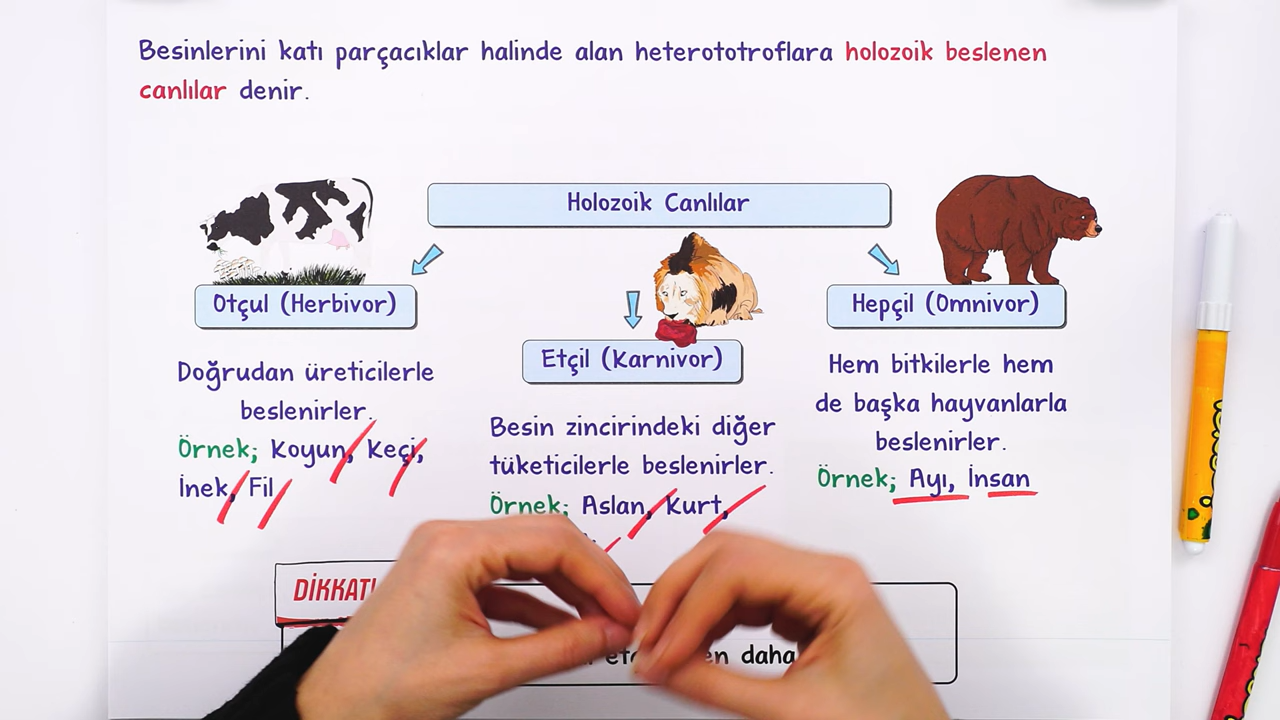 Besinlerini katı parçacıklar halinde alan heterototroflara holozoik beslenen
canlılar denir.
Holozoik Canlılar
Otçul (Herbivor)
Doğrudan üreticilerle
beslenirler.
Örnek; Koyun, Keçi,
İnek, Fil
Etçil (Karnivor)
Besin zincirindeki diğer
tüketicilerle beslenirler.
Örnek; Aslan, Kurt,
Hepçil (Omnivor)
Hem bitkilerle hem
de başka hayvanlarla
beslenirler.
Örnek; Ayı, İnsan
DİKKAT!
daha